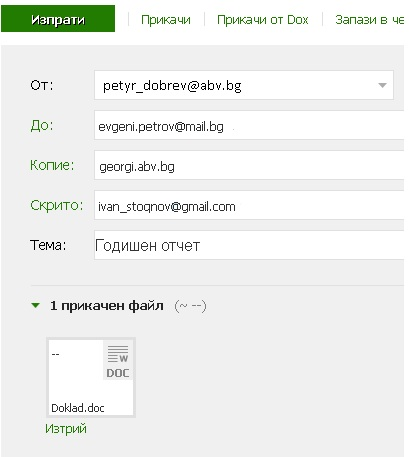 Изпрати Прикачи Прикачи от Dox Запази в че
От: petyr_dobrev@abv.bg
До: evgeni.petrov@mail.bg
Копие: georgi.abv.bg
Скрито: ivan_stoqnov@gmail.com
Тема: Годишен отчет
1 прикачен файл (~ --)
--
W
DOC
Doklad.doc
Изтрий